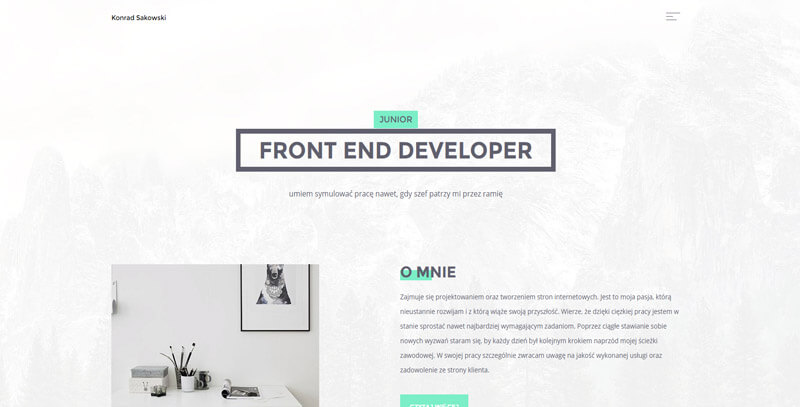 Konrad Sakowski
JUNIOR
FRONT END DEVELOPER
umiem symulować pracę nawet, gdy szef patrzy mi przez ramię
O MNIE
Zajmuje się projektowaniem oraz tworzeniem stron internetowych. Jest to moja pasja, którą
nieustannie rozwijam i z którą wiąże swoją przyszłość. Wierze, że dzięki ciężkiej pracy jestem w
stanie sprostać nawet najbardziej wymagającym zadaniom. Poprzez ciągłe stawianie sobie
nowych wyzwań staram się, by każdy dzień był kolejnym krokiem naprzód mojej ścieżki
zawodowej. W swojej pracy szczególnie zwracam uwagę na jakość wykonanej usługi oraz
zadowolenie ze strony klienta.